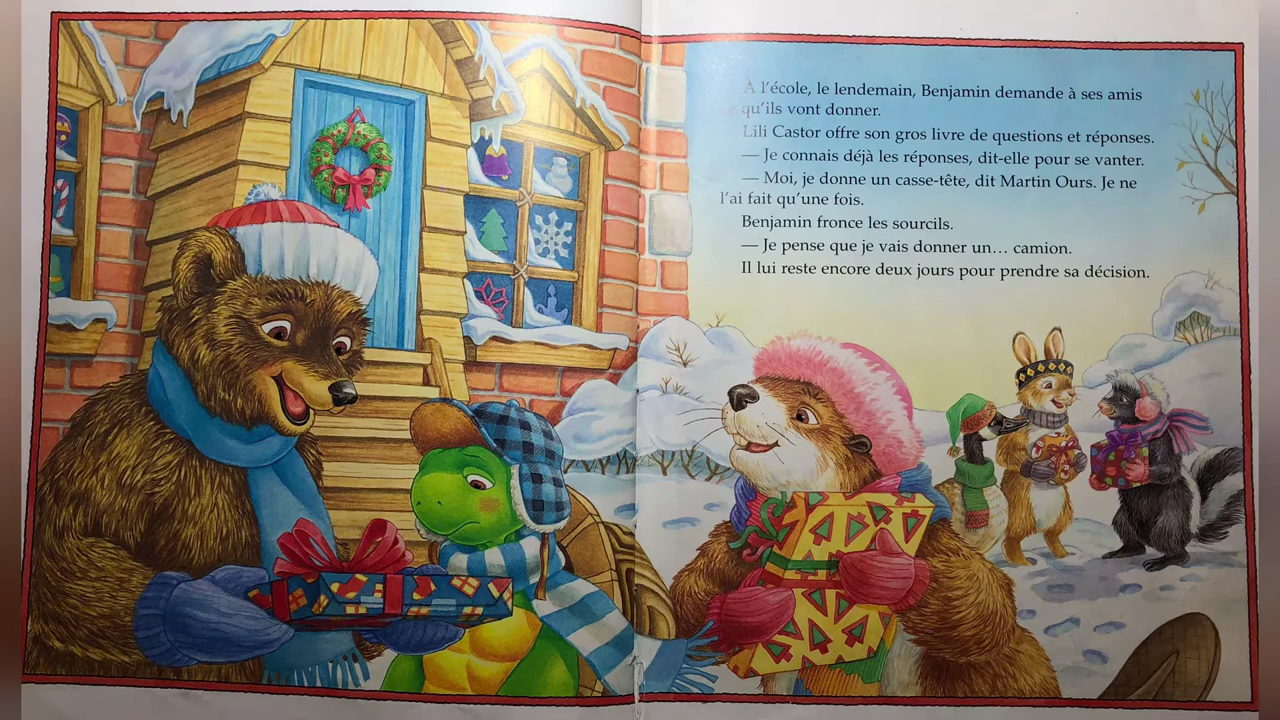 À l'école, le lendemain, Benjamin demande à ses amis
ce qu'ils vont donner.
Lili Castor offre son gros livre de questions et réponses.
— Je connais déjà les réponses, dit-elle pour se vanter.
— Moi, je donne un casse-tête, dit Martin Ours. Je ne
l'ai fait qu'une fois.
Benjamin fronce les sourcils.
— Je pense que je vais donner un… camion.
Il lui reste encore deux jours pour prendre sa décision.